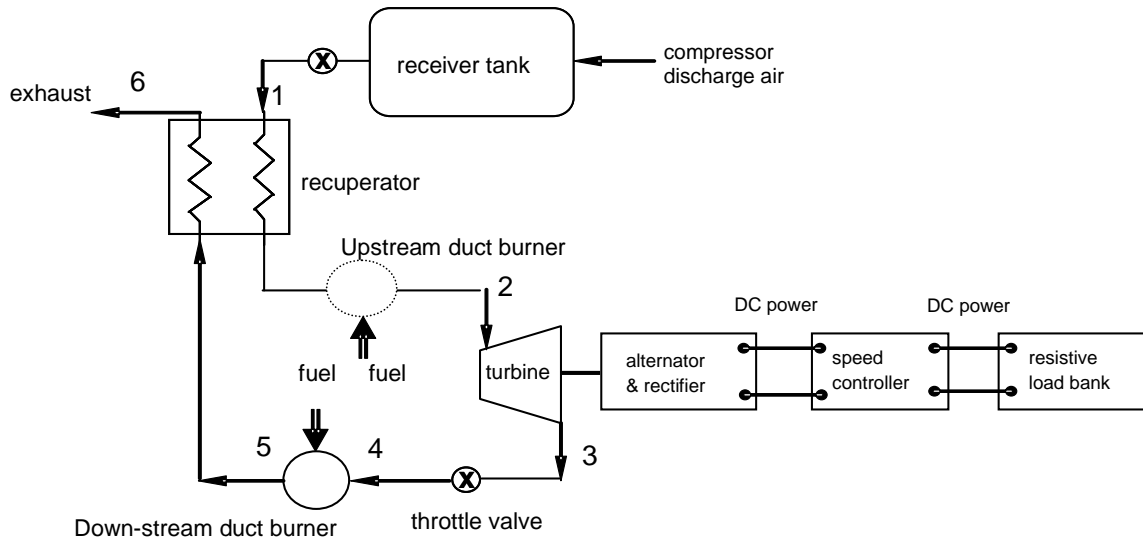 receiver tank
compressor
discharge air
X
1
6
exhaust
recuperator
Upstream duct burner
2
fuel
fuel
turbine
DC power
DC power
alternator
& rectifier
speed
controller
resistive
load bank
3
X
4
5
throttle valve
Down-stream duct burner